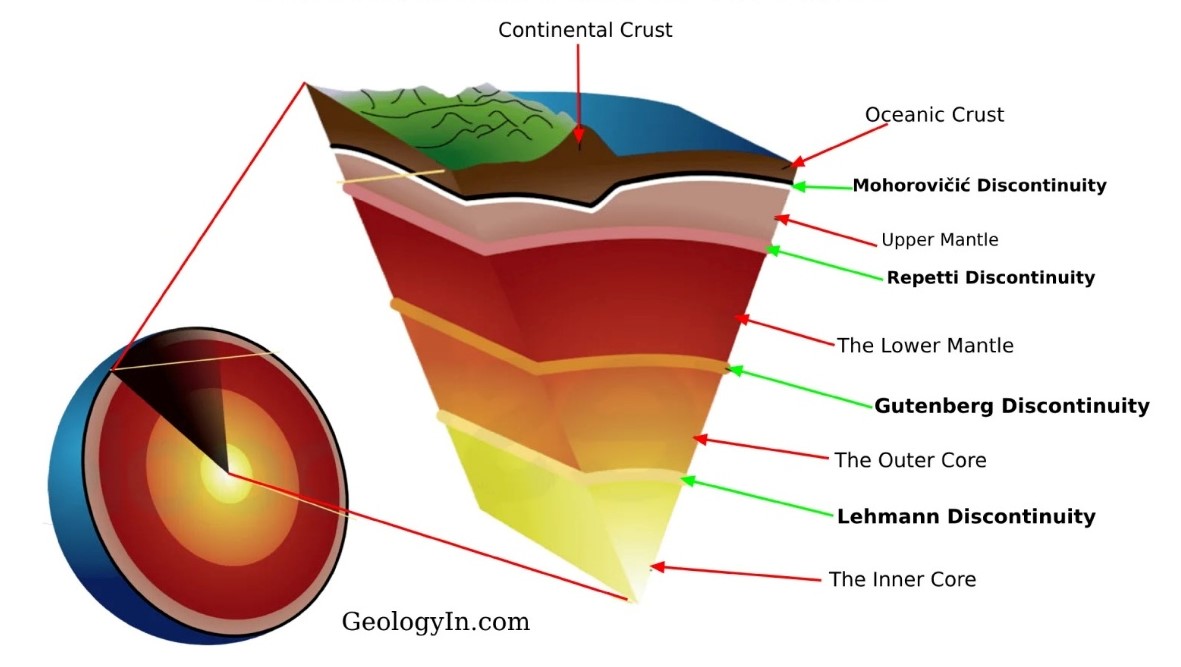 Continental Crust
Oceanic Crust
Mohorovičić Discontinuity
Upper Mantle
Repetti Discontinuity
The Lower Mantle
Gutenberg Discontinuity
The Outer Core
Lehmann Discontinuity
The Inner Core
GeologyIn.com